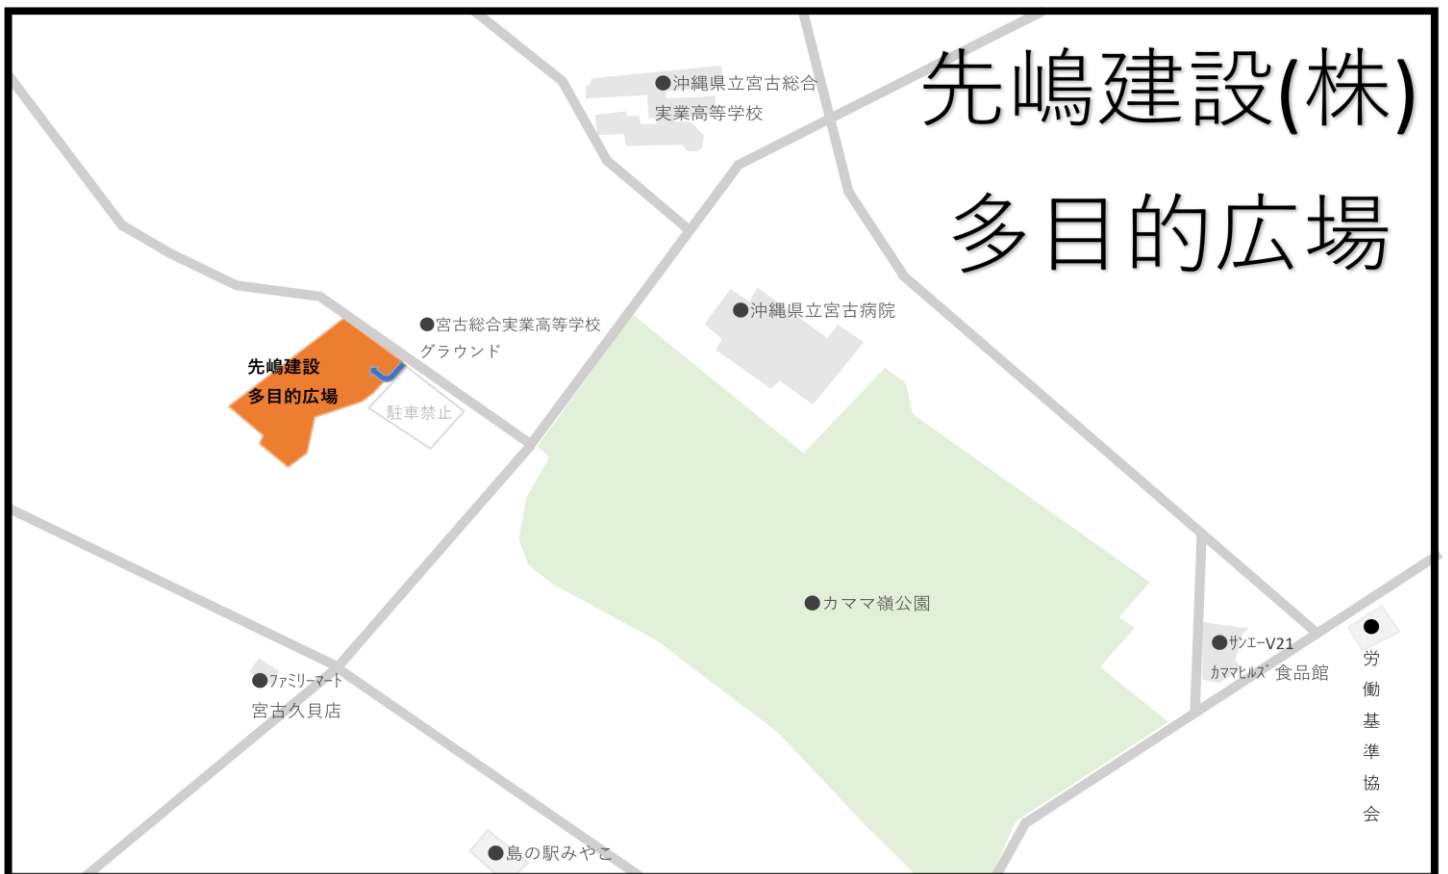 先嶋建設(株)
多目的広場
●沖縄県立宮古総合
実業高等学校
●宮古総合実業高等学校
グラウンド
●沖縄県立宮古病院
先嶋建設
多目的広場
駐車禁止
●カママ嶺公園
●ｻﾝｴｰV21
ｶﾏﾏﾋﾙｽﾞ食品館
●
労
働
基
準
協
会
●ﾌｧﾐﾘｰﾏｰﾄ
宮古久貝店
●島の駅みやこ